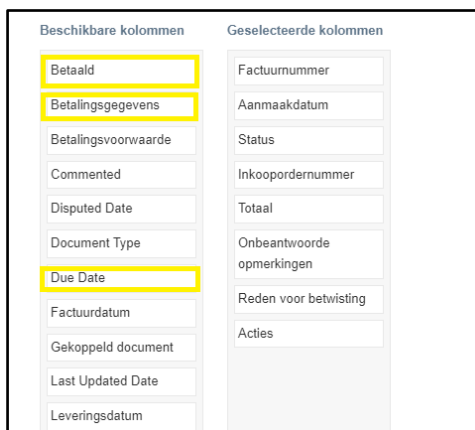 Beschikbare kolommen
Betaald
Betalingsgegevens
Betalingsvoorwaarde
Commented
Disputed Date
Document Type
Due Date
Factuurdatum
Gekoppeld document
Last Updated Date
Leveringsdatum
Geselecteerde kolommen
Factuurnummer
Aanmaakdatum
Status
Inkoopordernummer
Totaal
Onbeantwoorde
opmerkingen
Reden voor betwisting
Acties